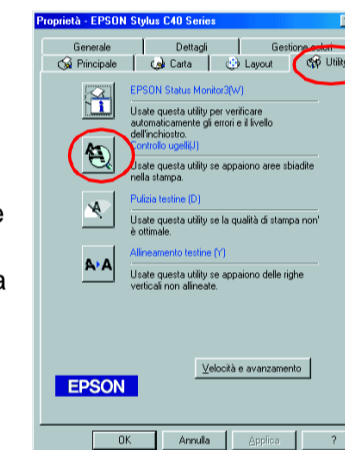 Proprietà - EPSON Stylus C40 Series
Generale Dettagli Gestione colori
Principale Carta Layout Utility
EPSON Status Monitor3(W)
Usate questa utility per verificare
automaticamente gli errori e il livello
dell'inchiostro.
Controllo ugelli(J)
Usate questa utility se appaiono aree sbiadite
nella stampa.
Pulizia testine (D)
Usate questa utility se la qualità di stampa non'
è ottimale.
Allineamento testine (Y)
Usate questa utility se appaiono delle righe
verticali non allineate.
e
a
Velocità e avanzamento
EPSON
OK Annulla Applica ?